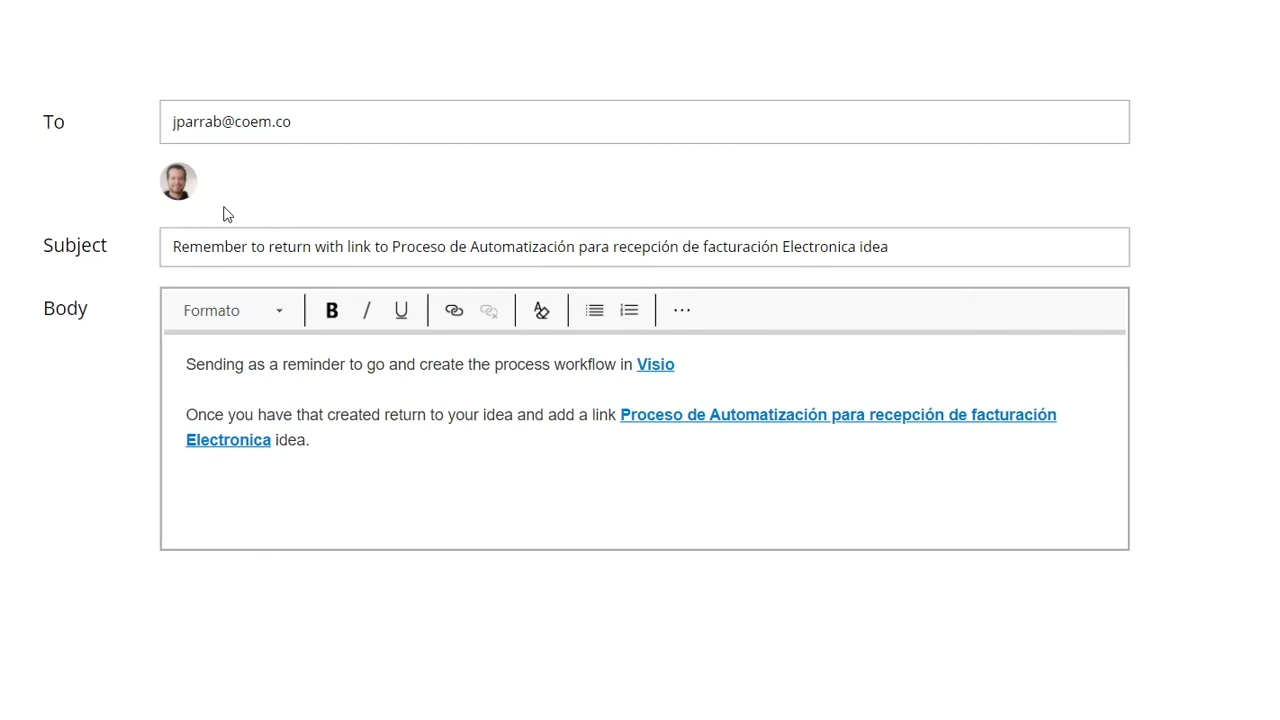 To
jparrab@coem.co
Subject
Remember to return with link to Proceso de Automatización para recepción de facturación Electronica idea
Body
Formato
B / U
Sending as a reminder to go and create the process workflow in Visio
Once you have that created return to your idea and add a link Proceso de Automatización para recepción de facturación
Electronica idea.